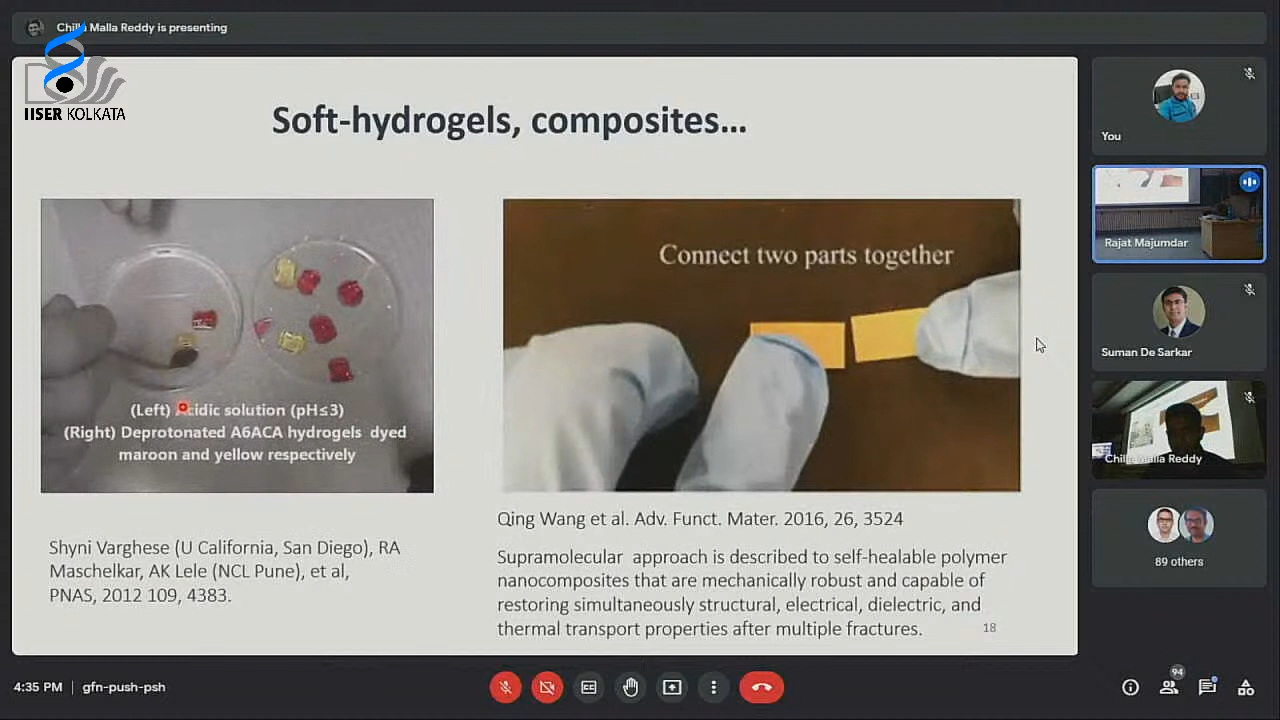 Chilla Malla Reddy is presenting
IISER KOLKATA
Soft-hydrogels, composites...
(Left) Acidic solution (pH≤3)
(Right) Deprotonated A6ACA hydrogels dyed
maroon and yellow respectively
Connect two parts together
Shyni Varghese (U California, San Diego), RA
Maschelkar, AK Lele (NCL Pune), et al,
PNAS, 2012 109, 4383.
Qing Wang et al. Adv. Funct. Mater. 2016, 26, 3524
Supramolecular approach is described to self-healable polymer
nanocomposites that are mechanically robust and capable of
restoring simultaneously structural, electrical, dielectric, and
thermal transport properties after multiple fractures.
18
You
Rajat Majumdar
Suman De Sarkar
Chilla Malla Reddy
89 others
4:35 PM
gfn-push-psh
94